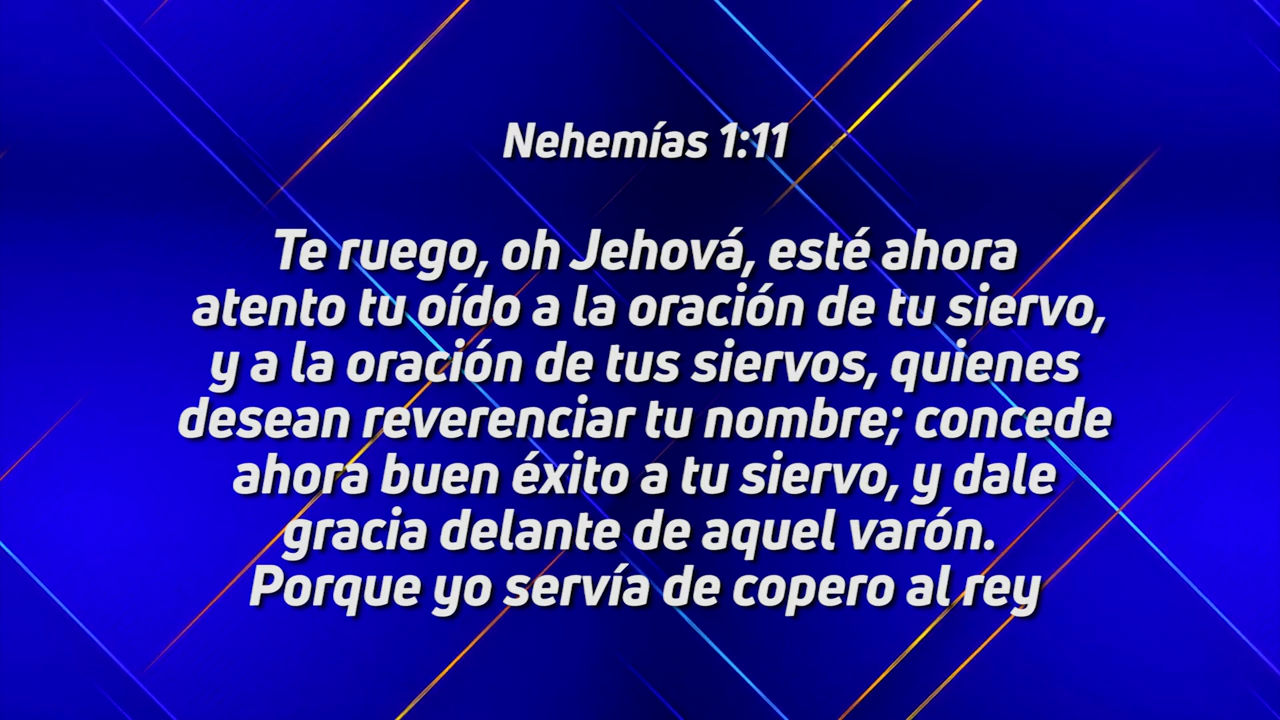 Nehemías 1:11
Te ruego, oh Jehová, esté ahora
atento tu oído a la oración de tu siervo,
y a la oración de tus siervos, quienes
desean reverenciar tu nombre; concede
ahora buen éxito a tu siervo, y dale
gracia delante de aquel varón.
Porque yo servía de copero al rey